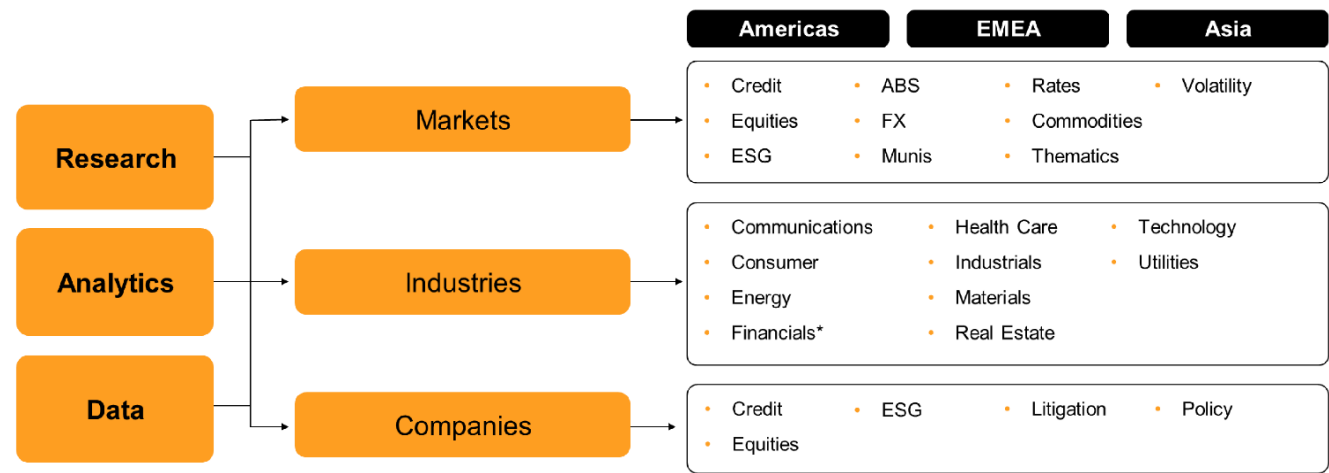 Americas EMEA Asia
Research
Analytics
Data
Markets
Industries
Companies
• Credit • ABS • Rates • Volatility
• Equities • FX • Commodities
• ESG • Munis • Thematics
• Communications • Health Care • Technology
• Consumer • Industrials • Utilities
• Energy • Materials
• Financials* • Real Estate
• Credit • ESG • Litigation • Policy
• Equities